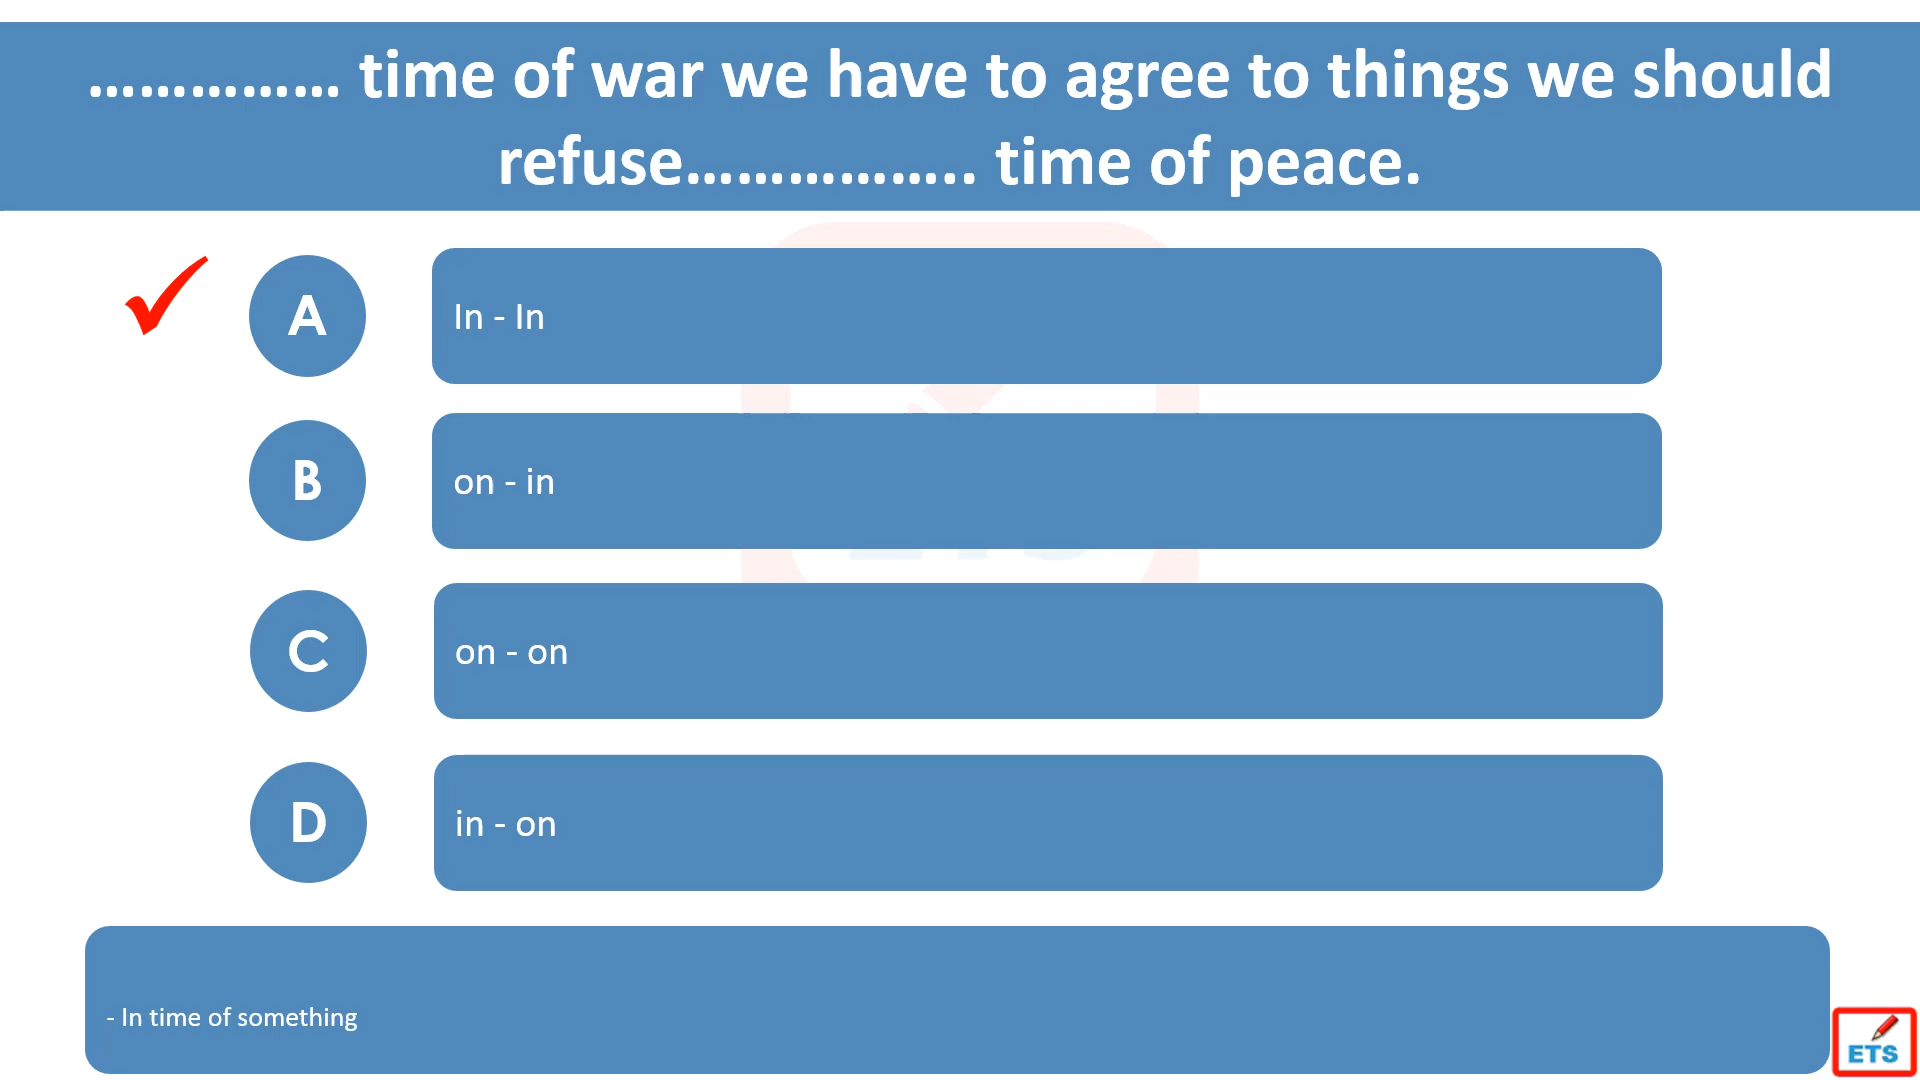 …………… time of war we have to agree to things we should
refuse…………….. time of peace.
A
In - In
B
on - in
C
on - on
D
in - on
- In time of something
ETS